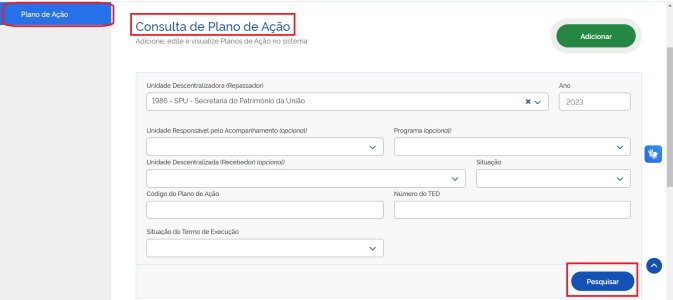 Plano de Ação
Consulta de Plano de Ação
Adicione, edite e visualize Planos de Ação no sistema
Adicionar
Unidade Descentralizadora (Repassador)
Ano
1986 - SPU - Secretaria do Patrimônio da União
2023
Unidade Responsável pelo Acompanhamento (opcional)
Programa (opcional)
Unidade Descentralizada (Recebedor) (opcional)
Situação
Código do Plano de Ação
Número do TED
Situação do Termo de Execução
Pesquisar